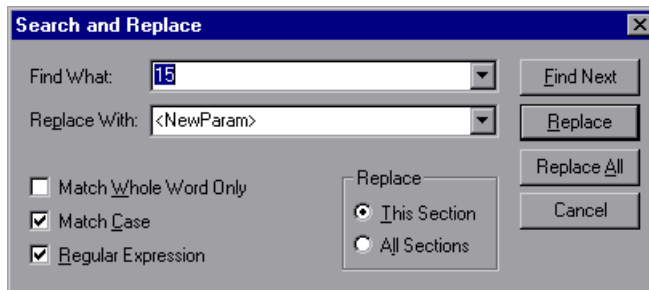 Search and Replace
Find What: 15
Find Next
Replace With: <NewParam>
Replace
Replace All
Cancel
Match Whole Word Only
Match Case
Regular Expression
Replace
This Section
All Sections